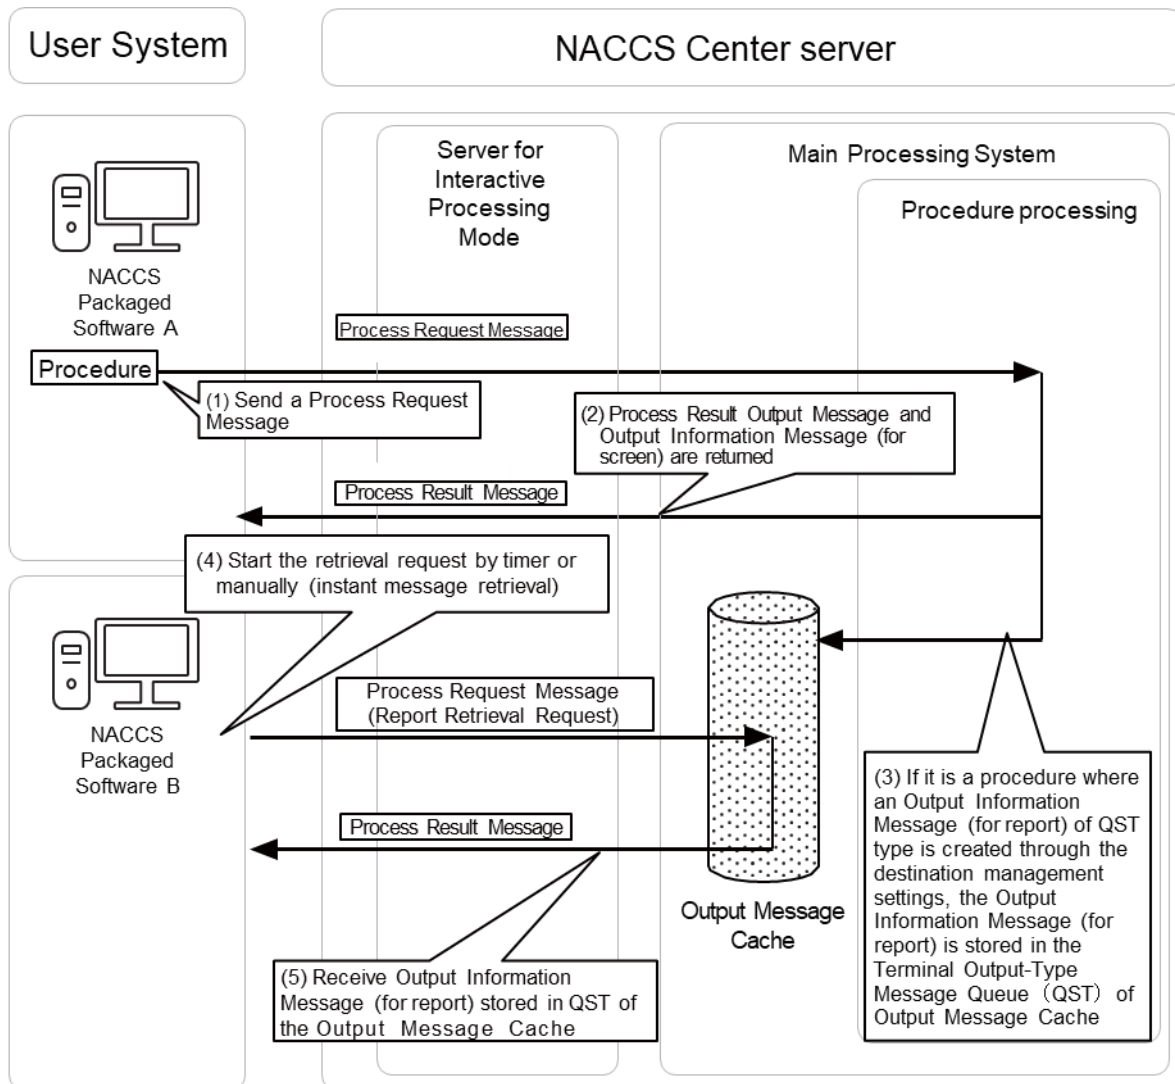 User System
NACCS Center server
Server for
Interactive
Processing
Mode
Main Processing System
Procedure processing
NACCS
Packaged
Software A
Process Request Message
Procedure
(1) Send a Process Request
Message
(2) Process Result Output Message and
Output Information Message (for
screen) are returned
Process Result Message
(4) Start the retrieval request by timer or
manually (instant message retrieval)
NACCS
Packaged
Software B
Process Request Message
(Report Retrieval Request)
Process Result Message
Output Message
Cache
(3) If it is a procedure where
an Output Information
Message (for report) of QST
type is created through the
destination management
settings, the Output
Information Message (for
report) is stored in the
Terminal Output-Type
Message Queue（QST）of
Output Message Cache
(5) Receive Output Information
Message (for report) stored in QST of
the Output Message Cache